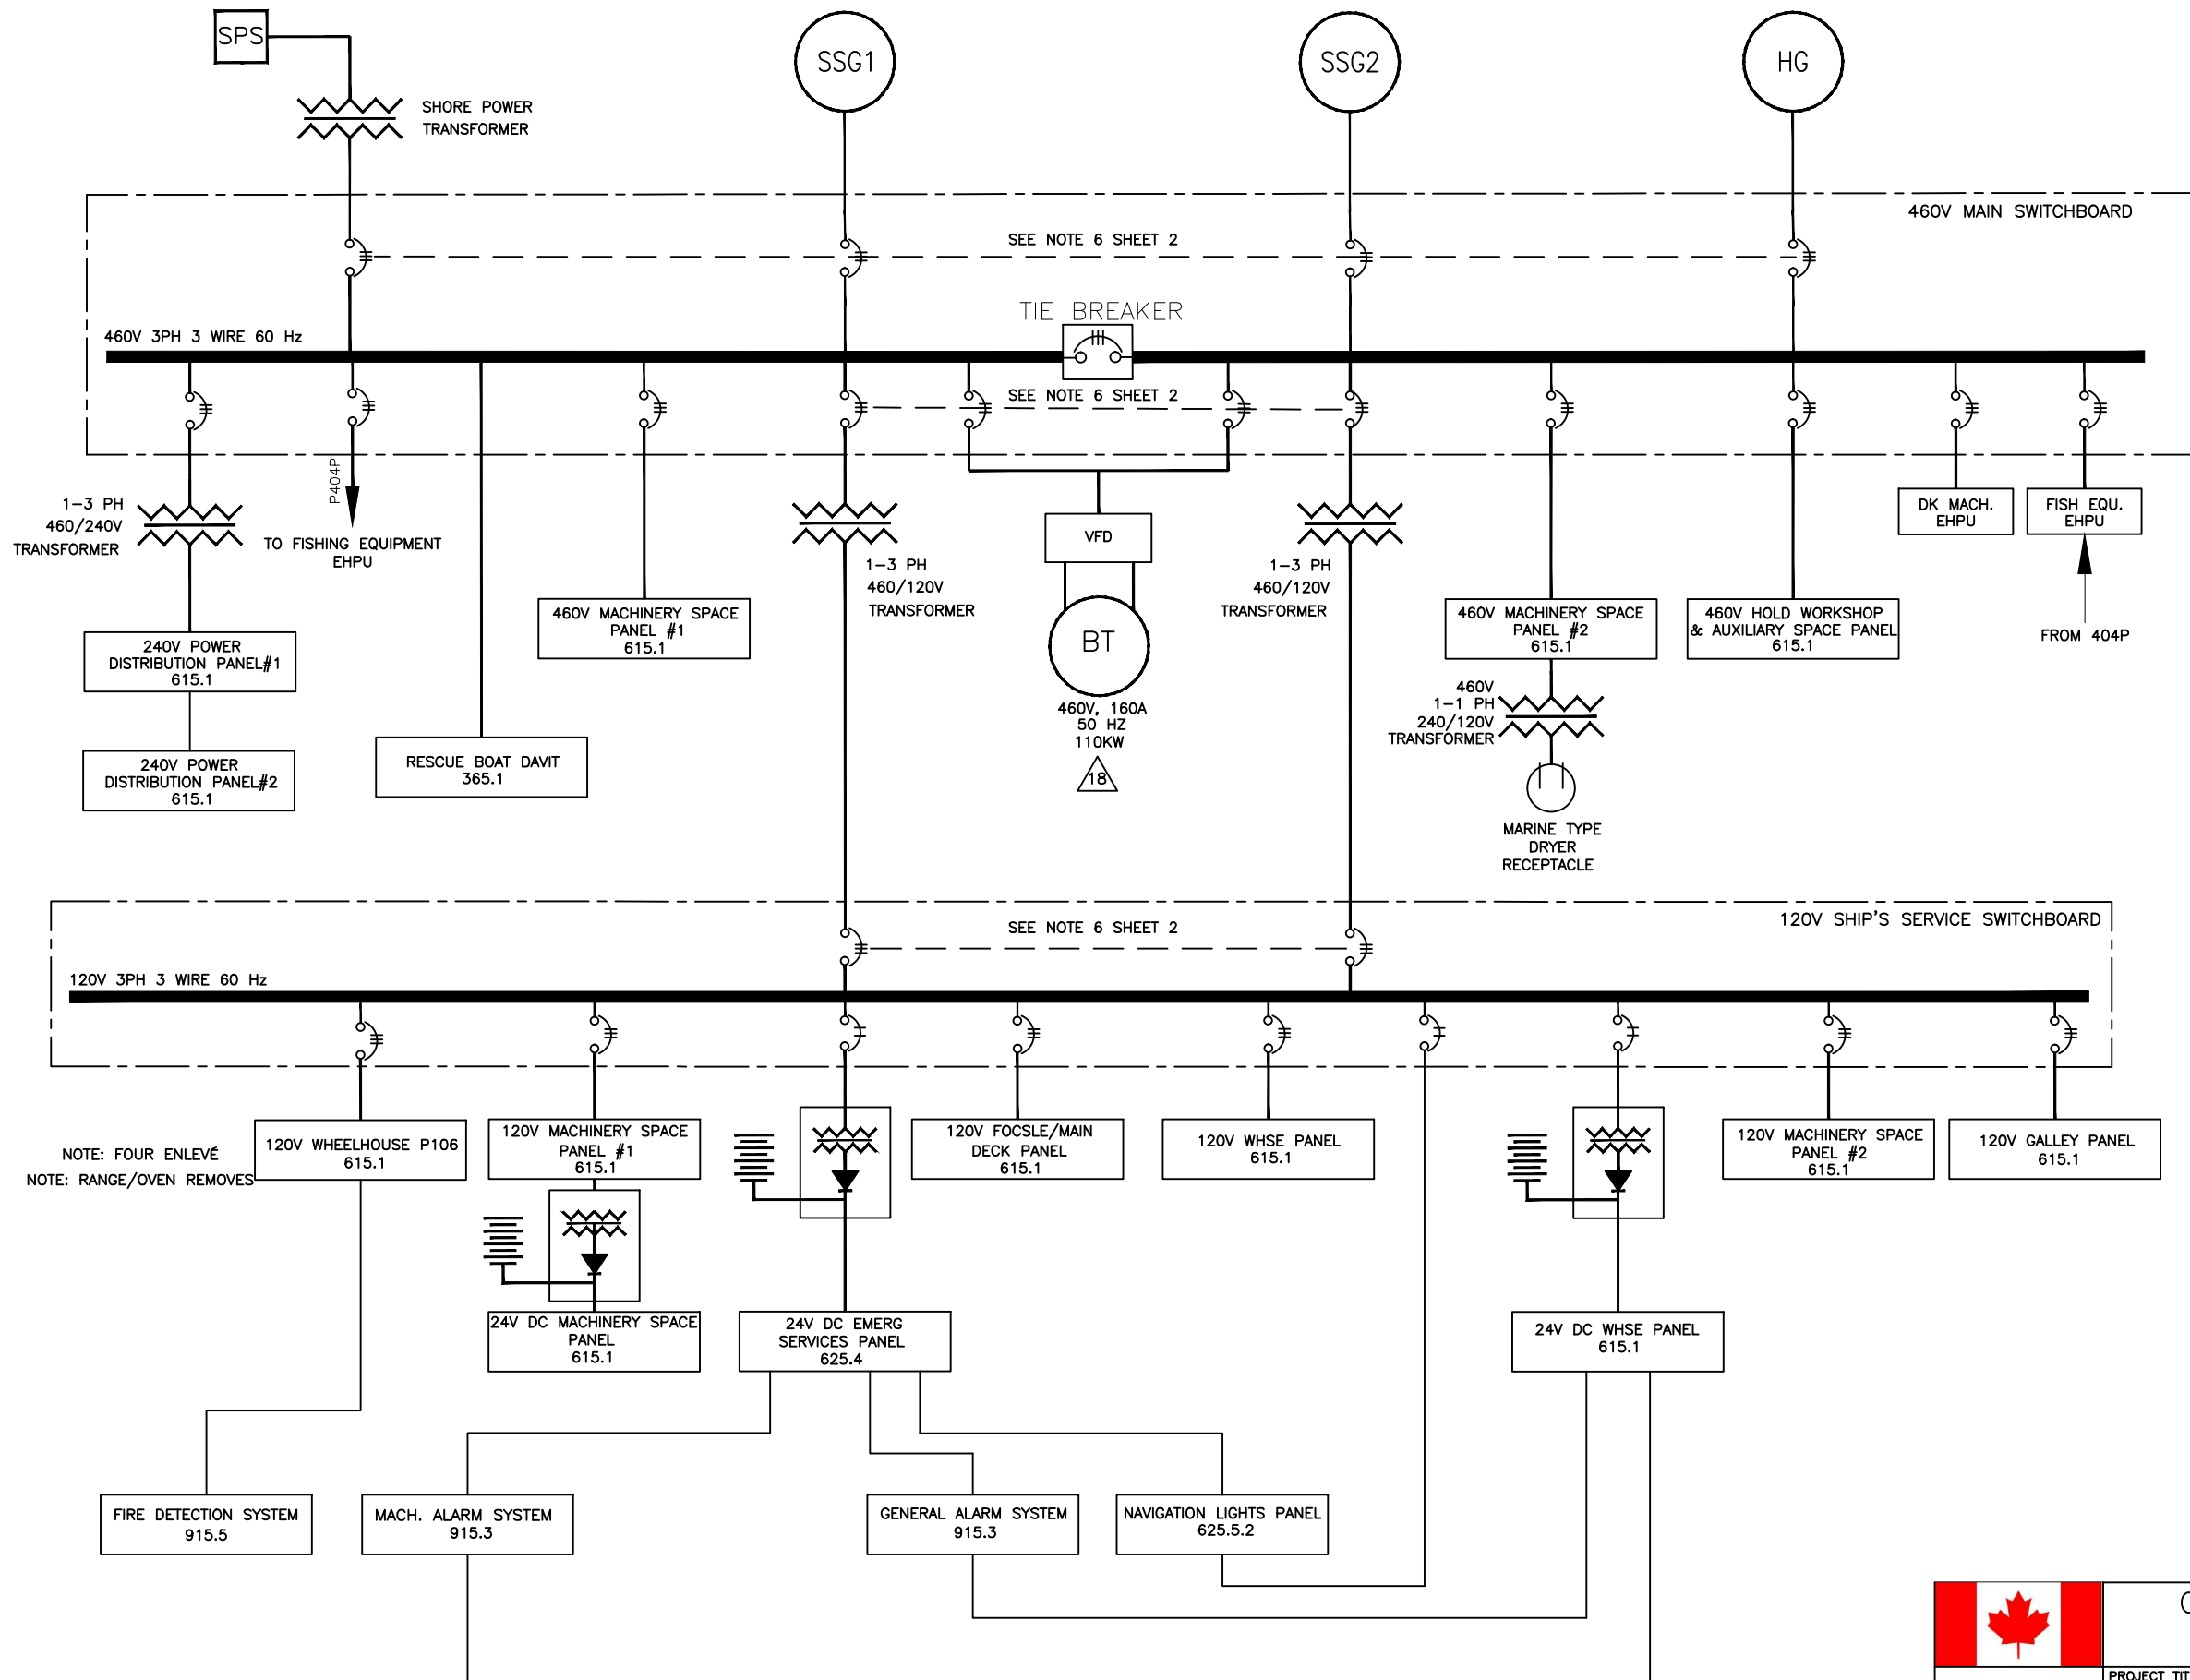 SPS
SSG1
SSG2
HG
SHORE POWER
TRANSFORMER
460V MAIN SWITCHBOARD
SEE NOTE 6 SHEET 2
TIE BREAKER
460V 3PH 3 WIRE 60 Hz
SEE NOTE 6 SHEET 2
P404P
1-3 PH
460/240V
TRANSFORMER
TO FISHING EQUIPMENT
EHPU
1-3 PH
460/120V
TRANSFORMER
VFD
BT
460V, 160A
50 HZ
110KW
18
1-3 PH
460/120V
TRANSFORMER
DK MACH.
EHPU
FISH EQU.
EHPU
FROM 404P
240V POWER
DISTRIBUTION PANEL#1
615.1
240V POWER
DISTRIBUTION PANEL#2
615.1
RESCUE BOAT DAVIT
365.1
460V MACHINERY SPACE
PANEL #1
615.1
460V MACHINERY SPACE
PANEL #2
615.1
460V HOLD WORKSHOP
& AUXILIARY SPACE PANEL
615.1
460V
1-1 PH
240/120V
TRANSFORMER
MARINE TYPE
DRYER
RECEPTACLE
120V SHIP'S SERVICE SWITCHBOARD
SEE NOTE 6 SHEET 2
120V 3PH 3 WIRE 60 Hz
NOTE: FOUR ENLEVÉ
NOTE: RANGE/OVEN REMOVES
120V WHEELHOUSE P106
615.1
120V MACHINERY SPACE
PANEL #1
615.1
120V FOCSLE/MAIN
DECK PANEL
615.1
120V WHSE PANEL
615.1
120V MACHINERY SPACE
PANEL #2
615.1
120V GALLEY PANEL
615.1
24V DC MACHINERY SPACE
PANEL
615.1
24V DC EMERG
SERVICES PANEL
625.4
24V DC WHSE PANEL
615.1
FIRE DETECTION SYSTEM
915.5
MACH. ALARM SYSTEM
915.3
GENERAL ALARM SYSTEM
915.3
NAVIGATION LIGHTS PANEL
625.5.2
PROJECT TIT